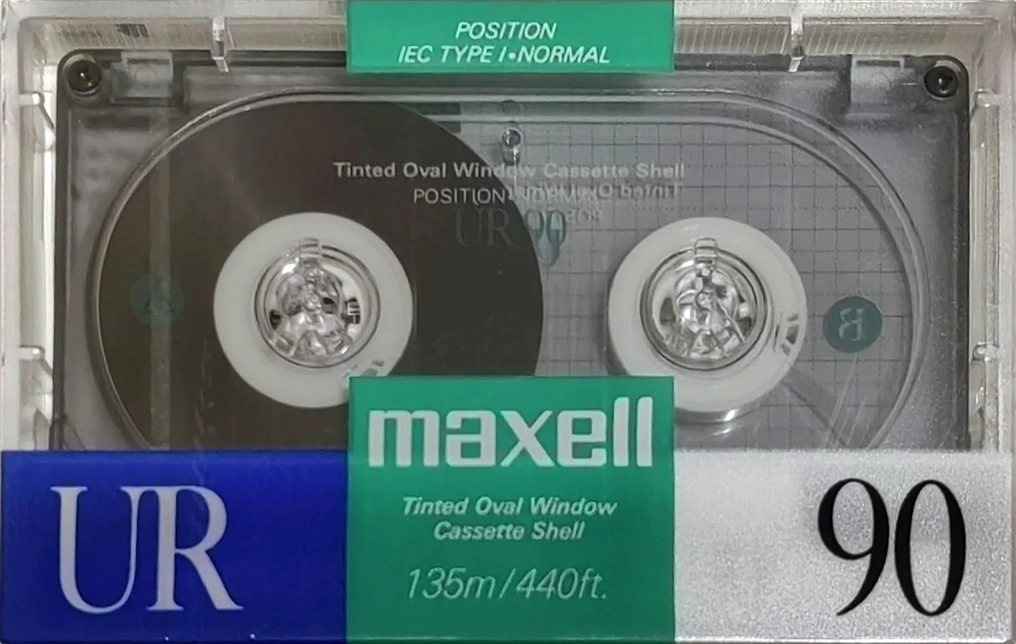 POSITION
IEC TYPE I•NORMAL
Tinted Oval Window Cassette Shell
POSITION•NORMAL
UR 90
maxell
Tinted Oval Window
Cassette Shell
135m/440ft.
UR
90